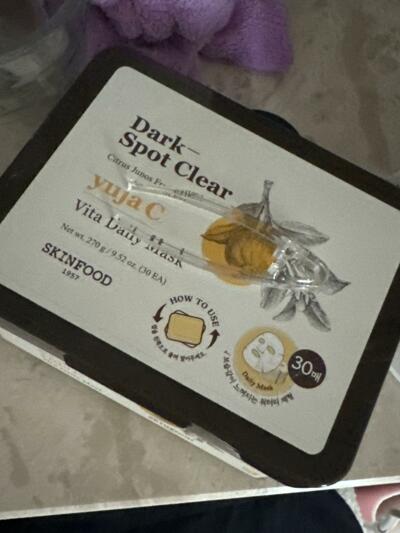 Dark—
Spot Clear
Citrus Junos
yuja C
Vita Daily Mask
Net wt. 270 g / 9.52 oz. (30 EA)
SKINFOOD
1957
HOW TO USE
Daily Mask
30매